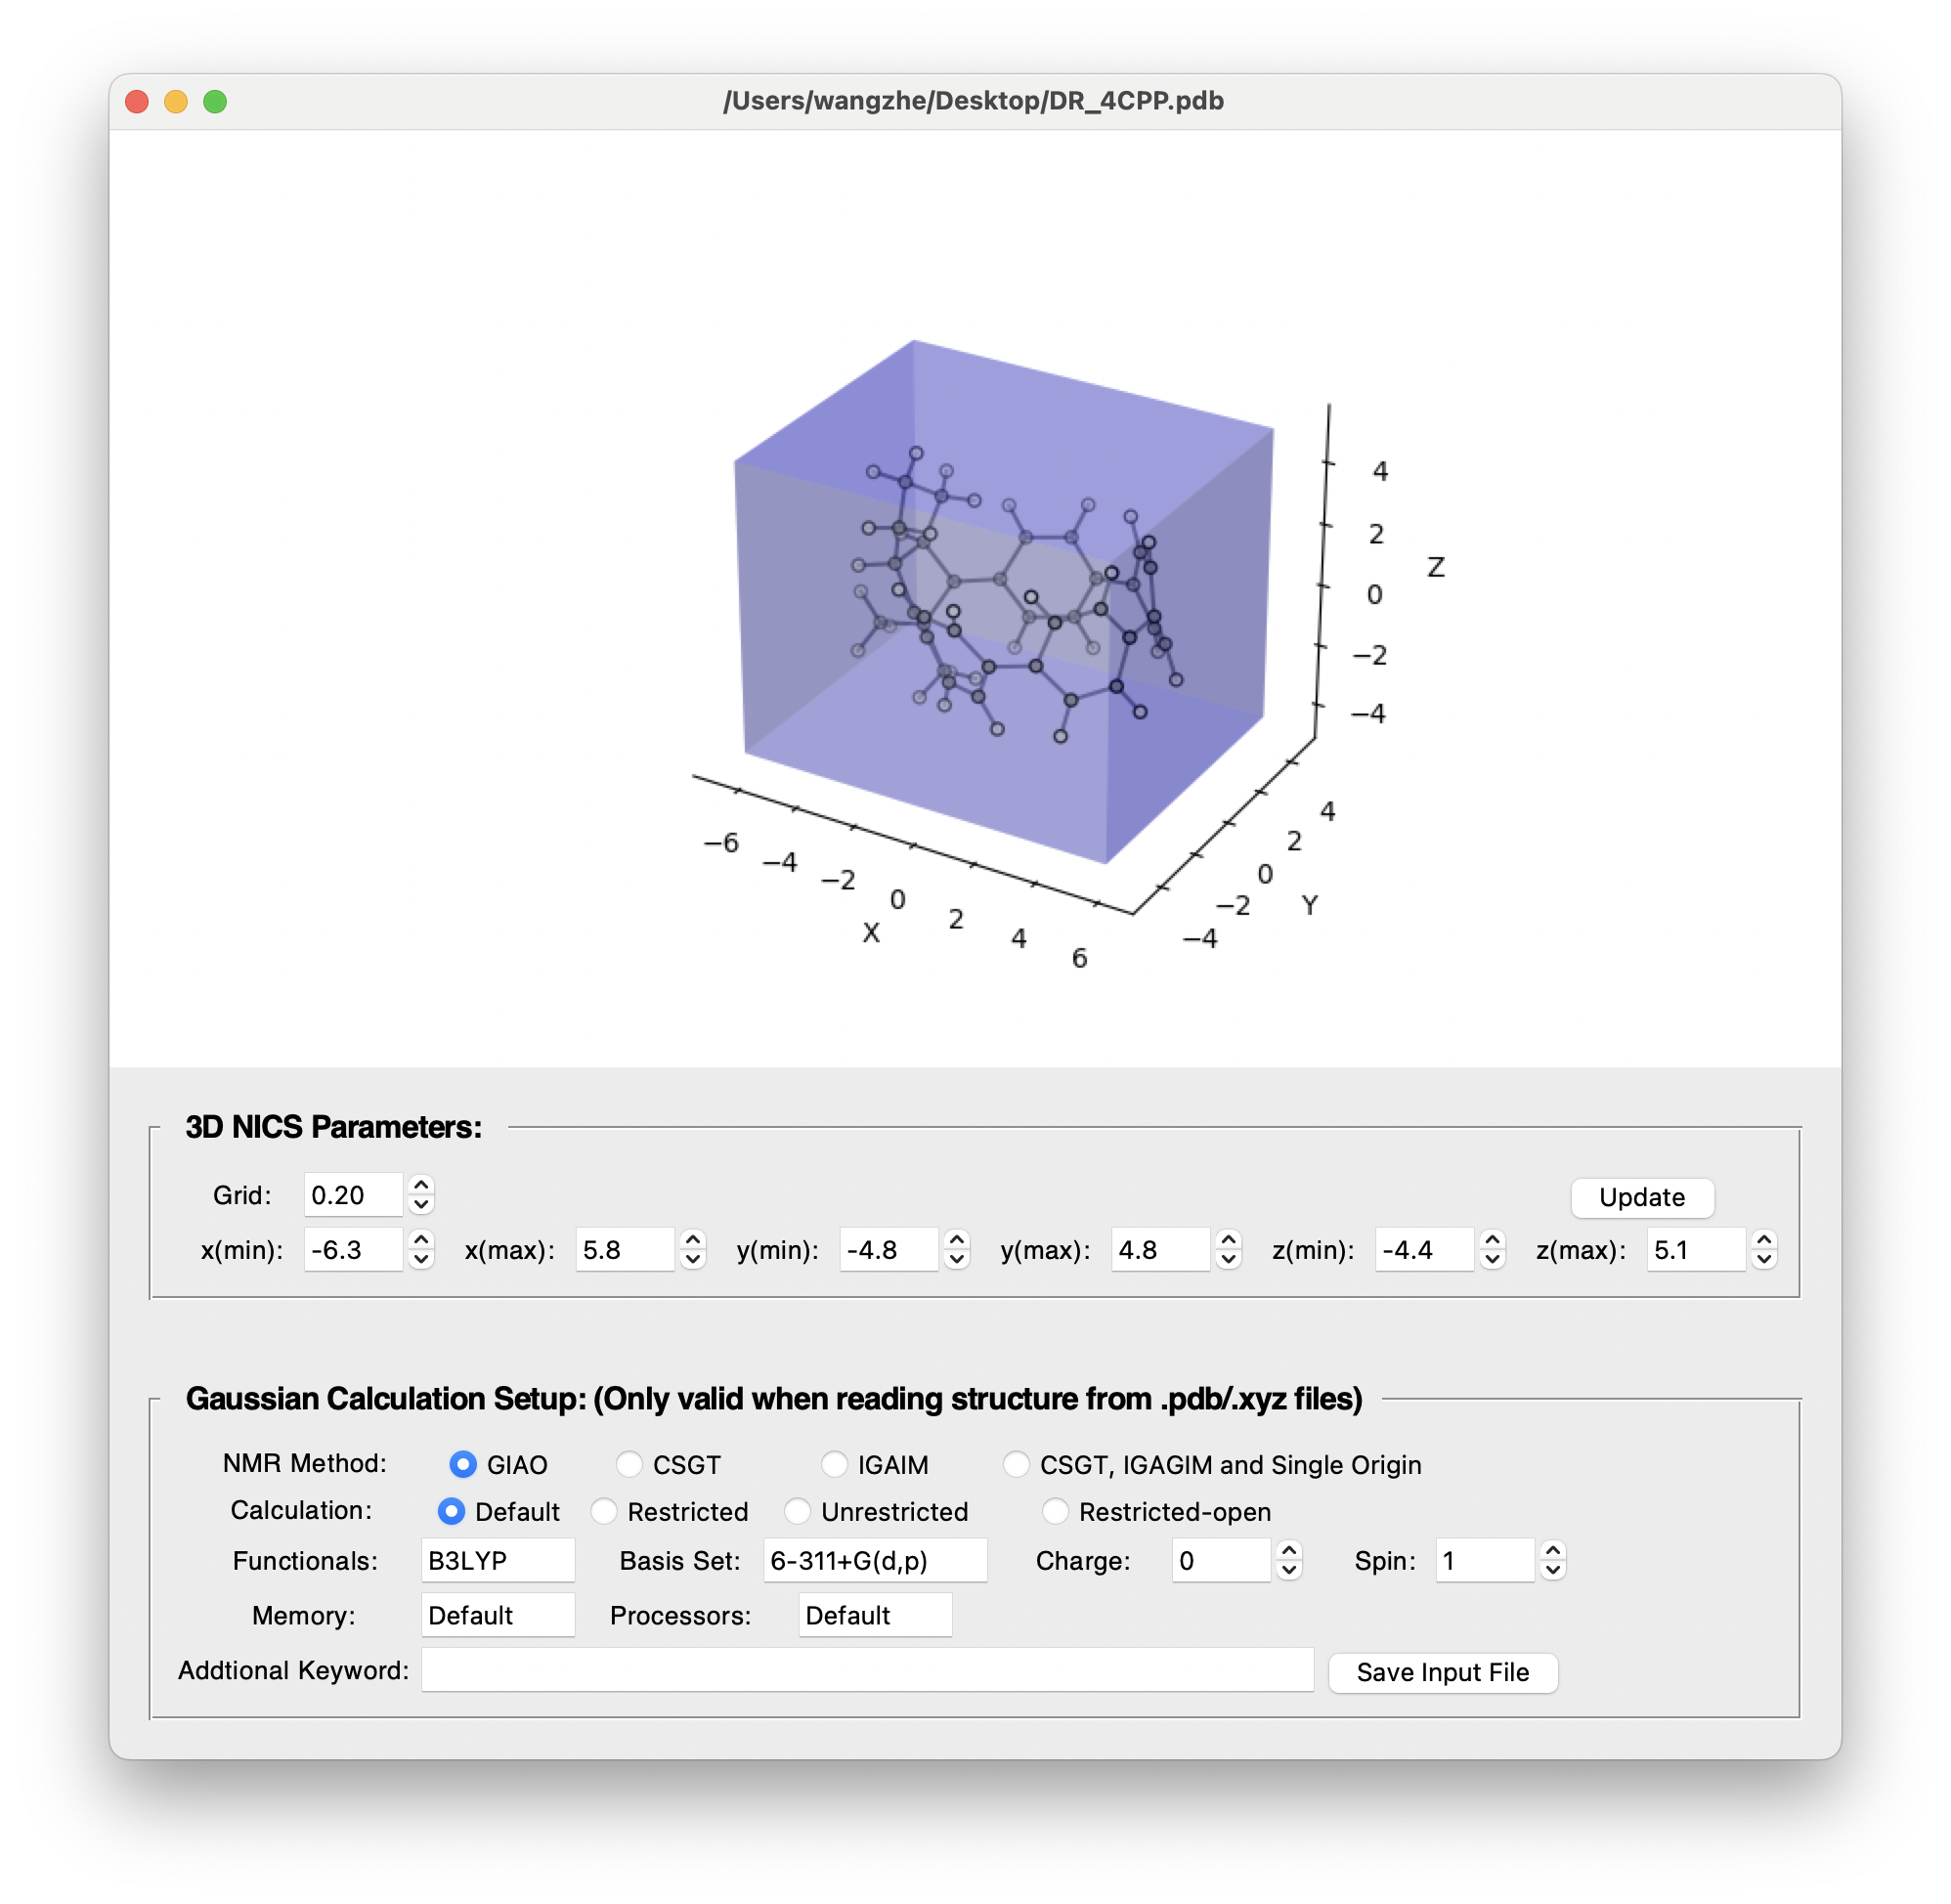 /Users/wangzhe/Desktop/DR_4CPP.pdb
4
2
0
−2
−4
Z
−6
−4
−2
0
2
4
6
X
−4
−2
0
2
4
Y
3D NICS Parameters:
Grid: 0.20 Update
x(min): -6.3 x(max): 5.8 y(min): -4.8 y(max): 4.8 z(min): -4.4 z(max): 5.1
Gaussian Calculation Setup: (Only valid when reading structure from .pdb/.xyz files)
NMR Method: GIAO CSGT IGAIM CSGT, IGAGIM and Single Origin
Calculation: Default Restricted Unrestricted Restricted-open
Functionals: B3LYP Basis Set: 6-311+G(d,p) Charge: 0 Spin: 1
Memory: Default Processors: Default
Addtional Keyword: Save Input File